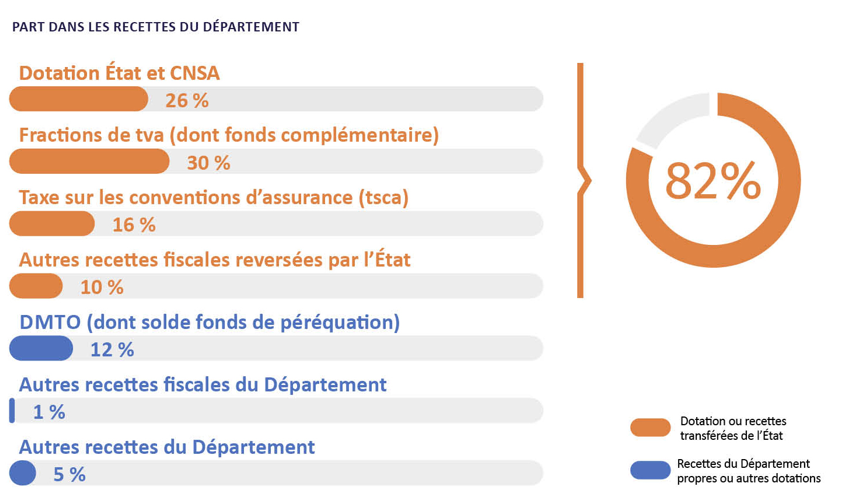 PART DANS LES RECETTES DU DÉPARTEMENT
Dotation État et CNSA
26 %
Fractions de tva (dont fonds complémentaire)
30 %
Taxe sur les conventions d'assurance (tsca)
16 %
Autres recettes fiscales reversées par l'État
10 %
82%
DMTO (dont solde fonds de péréquation)
12 %
Autres recettes fiscales du Département
1 %
Autres recettes du Département
5 %
Dotation ou recettes
transférées de l'État
Recettes du Département
propres ou autres dotations